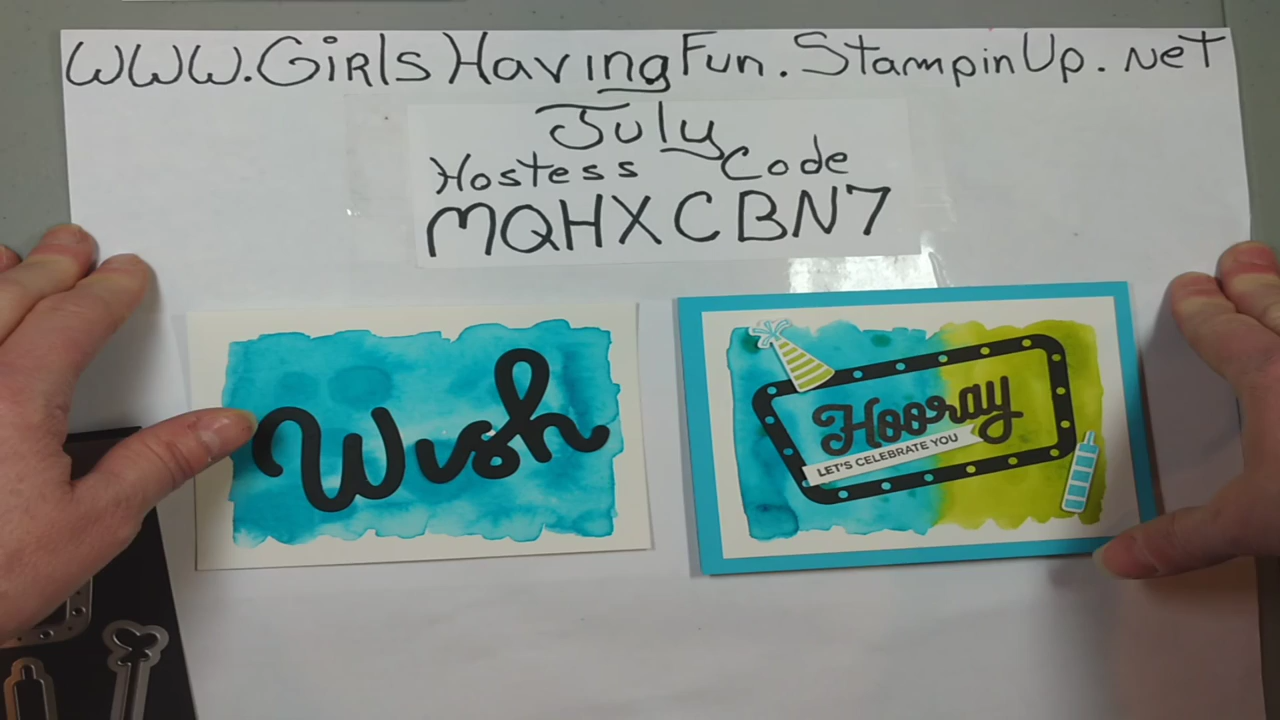 WWW.GirlsHavingFun.StampinUp.net
July
Hostess Code
MQHXCBN7
Wish
Hooray
LET'S CELEBRATE YOU